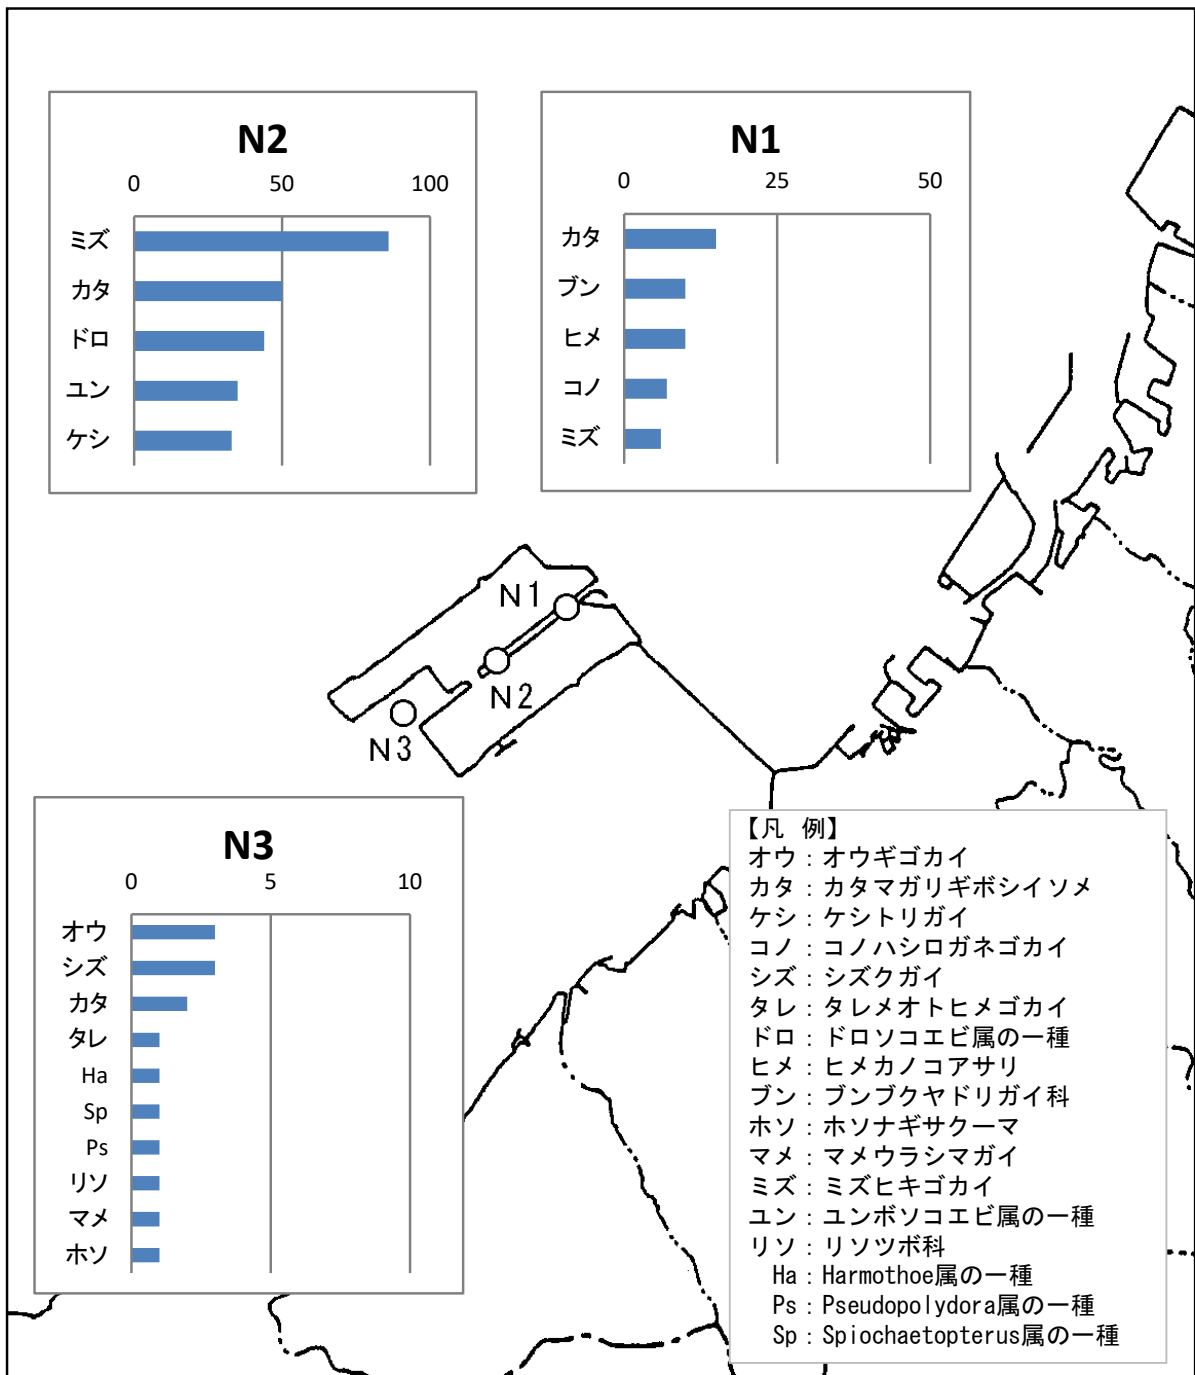 N2
0 50 100
ミズ
カタ
ドロ
ユン
ケシ
N1
0 25 50
カタ
ブン
ヒメ
コノ
ミズ
N1
N2
N3
N3
0 5 10
オウ
シズ
カタ
タレ
Ha
Sp
Ps
リソ
マメ
ホソ
【凡 例】
オウ：オウギゴカイ
カタ：カタマガリギボシイソメ
ケシ：ケシトリガイ
コノ：コノハシロガネゴカイ
シズ：シズクガイ
タレ：タレメオトヒメゴカイ
ドロ：ドロソコエビ属の一種
ヒメ：ヒメカノコアサリ
ブン：ブンブクヤドリガイ科
ホソ：ホソナギサクーマ
マメ：マメウラシマガイ
ミズ：ミズヒキゴカイ
ユン：ユンボソコエビ属の一種
リソ：リソツボ科
Ha：Harmothoe属の一種
Ps：Pseudopolydora属の一種
Sp：Spiochaetopterus属の一種